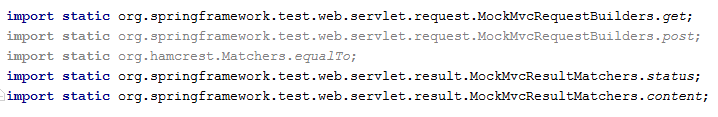 import static org.springframework.test.web.servlet.request.MockMvcRequestBuilders.get;
import static org.springframework.test.web.servlet.request.MockMvcRequestBuilders.post;
import static org.hamcrest.Matchers.equalTo;
import static org.springframework.test.web.servlet.result.MockMvcResultMatchers.status;
import static org.springframework.test.web.servlet.result.MockMvcResultMatchers.content;